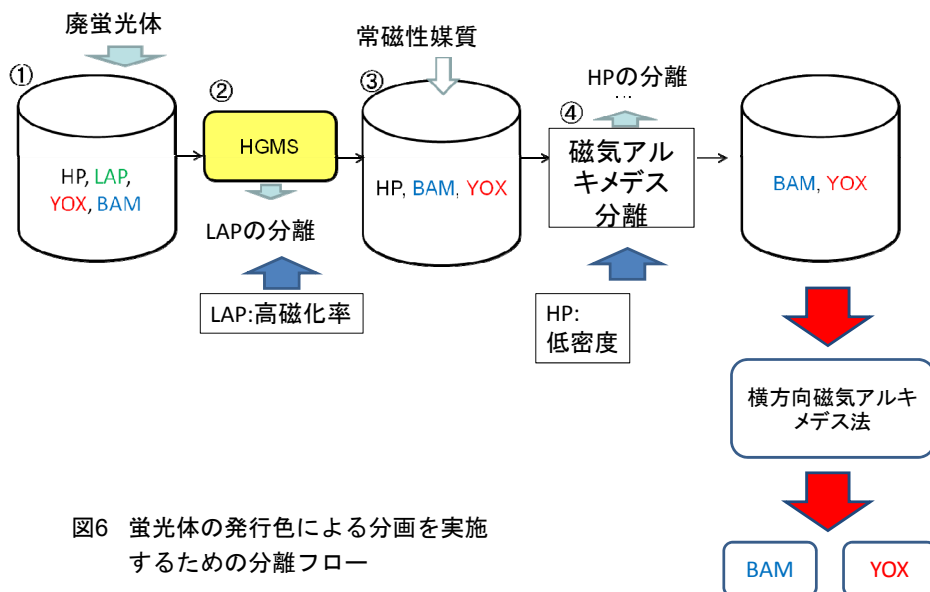 廃蛍光体
①
HP, LAP,
YOX, BAM
②
HGMS
LAPの分離
LAP:高磁化率
常磁性媒質
③
HP, BAM, YOX
HPの分離
…
④
磁気アル
キメデス
分離
HP:
低密度
BAM, YOX
横方向磁気アルキ
メデス法
BAM
YOX
図6 蛍光体の発行色による分画を実施
するための分離フロー